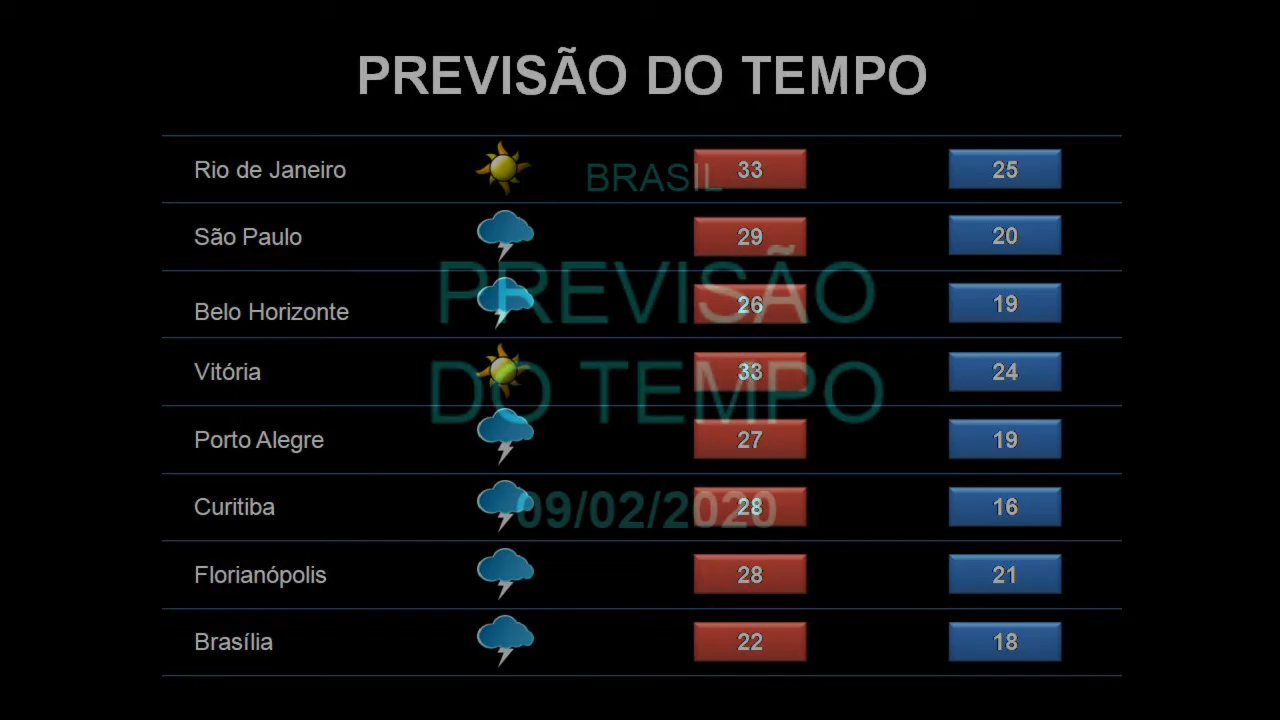 PREVISÃO DO TEMPO
Rio de Janeiro 33 25
São Paulo 29 20
Belo Horizonte 26 19
Vitória 33 24
Porto Alegre 27 19
Curitiba 28 16
Florianópolis 28 21
Brasília 22 18
BRASIL
PREVISÃO
DO TEMPO
09/02/2020